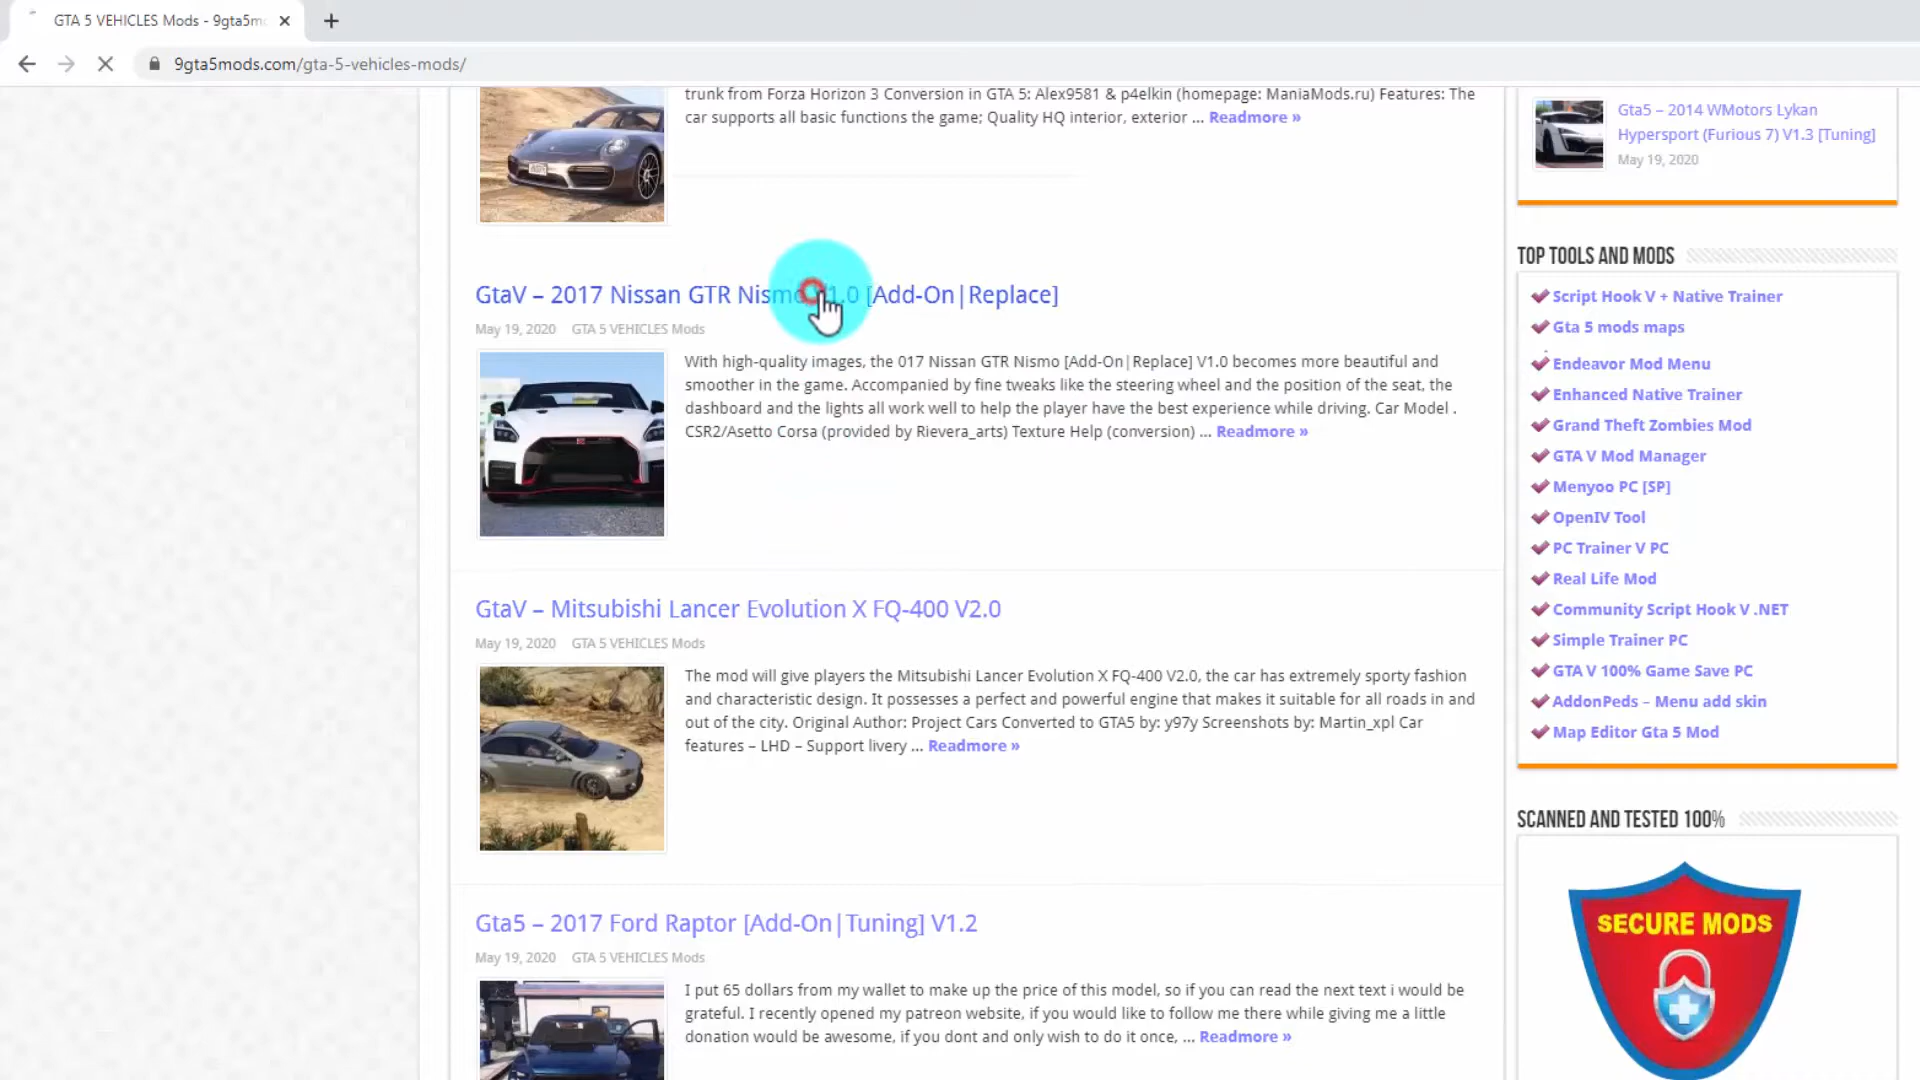 GTA 5 VEHICLES Mods - 9gta5mo
9gta5mods.com/gta-5-vehicles-mods/
trunk from Forza Horizon 3 Conversion in GTA 5: Alex9581 & p4elkin (homepage: ManiaMods.ru) Features: The
car supports all basic functions the game; Quality HQ interior, exterior ... Readmore »
GtaV – 2017 Nissan GTR Nismo V1.0 [Add-On|Replace]
May 19, 2020 GTA 5 VEHICLES Mods
With high-quality images, the 017 Nissan GTR Nismo [Add-On|Replace] V1.0 becomes more beautiful and
smoother in the game. Accompanied by fine tweaks like the steering wheel and the position of the seat, the
dashboard and the lights all work well to help the player have the best experience while driving. Car Model .
CSR2/Asetto Corsa (provided by Rievera_arts) Texture Help (conversion) ... Readmore »
GtaV – Mitsubishi Lancer Evolution X FQ-400 V2.0
May 19, 2020 GTA 5 VEHICLES Mods
The mod will give players the Mitsubishi Lancer Evolution X FQ-400 V2.0, the car has extremely sporty fashion
and characteristic design. It possesses a perfect and powerful engine that makes it suitable for all roads in and
out of the city. Original Author: Project Cars Converted to GTA5 by: y97y Screenshots by: Martin_xpl Car
features – LHD – Support livery ... Readmore »
Gta5 – 2017 Ford Raptor [Add-On|Tuning] V1.2
May 19, 2020 GTA 5 VEHICLES Mods
I put 65 dollars from my wallet to make up the price of this model, so if you can read the next text i would be
grateful. I recently opened my patreon website, if you would like to follow me there while giving me a little
donation would be awesome, if you dont and only wish to do it once, ... Readmore »
Gta5 – 2014 WMotors Lykan
Hypersport (Furious 7) V1.3 [Tuning]
May 19, 2020
TOP TOOLS AND MODS
Script Hook V + Native Trainer
Gta 5 mods maps
Endeavor Mod Menu
Enhanced Native Trainer
Grand Theft Zombies Mod
GTA V Mod Manager
Menyoo PC [SP]
OpenIV Tool
PC Trainer V PC
Real Life Mod
Community Script Hook V .NET
Simple Trainer PC
GTA V 100% Game Save PC
AddonPeds – Menu add skin
Map Editor Gta 5 Mod
SCANNED AND TESTED 100%
SECURE MODS